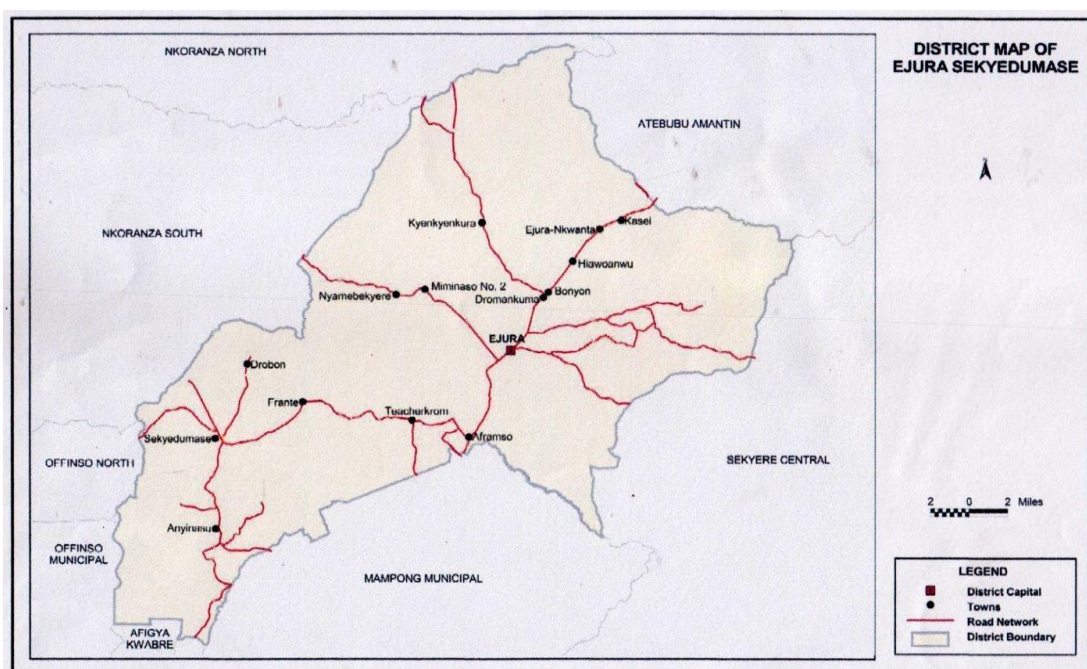 DISTRICT MAP OF
EJURA SEKYEDUMASE
NKORANZA NORTH
ATEBUBU AMANTIN
NKORANZA SOUTH
Kyenkyenkura
Kasei
Ejura-Nkwanta
Hiawoanwu
Miminaso No. 2
Nyamebekyere
Bonyon
Dromankuma
EJURA
Drobon
Frante
Teacherkrom
Sekyedumase
Aframso
OFFINSO NORTH
SEKYERE CENTRAL
Anyinasu
OFFINSO
MUNICIPAL
MAMPONG MUNICIPAL
AFIGYA
KWABRE
2 0 2 Miles
LEGEND
District Capital
Towns
Road Network
District Boundary